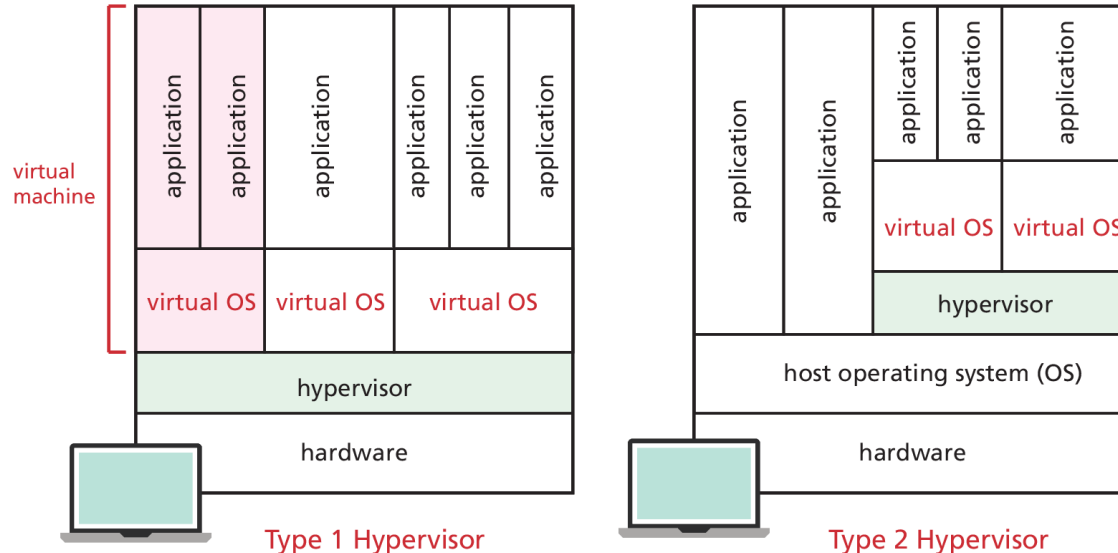 virtual
machine
application
application
application
application
application
application
virtual OS
virtual OS
virtual OS
hypervisor
hardware
Type 1 Hypervisor
application
application
application
application
application
virtual OS
virtual OS
hypervisor
host operating system (OS)
hardware
Type 2 Hypervisor